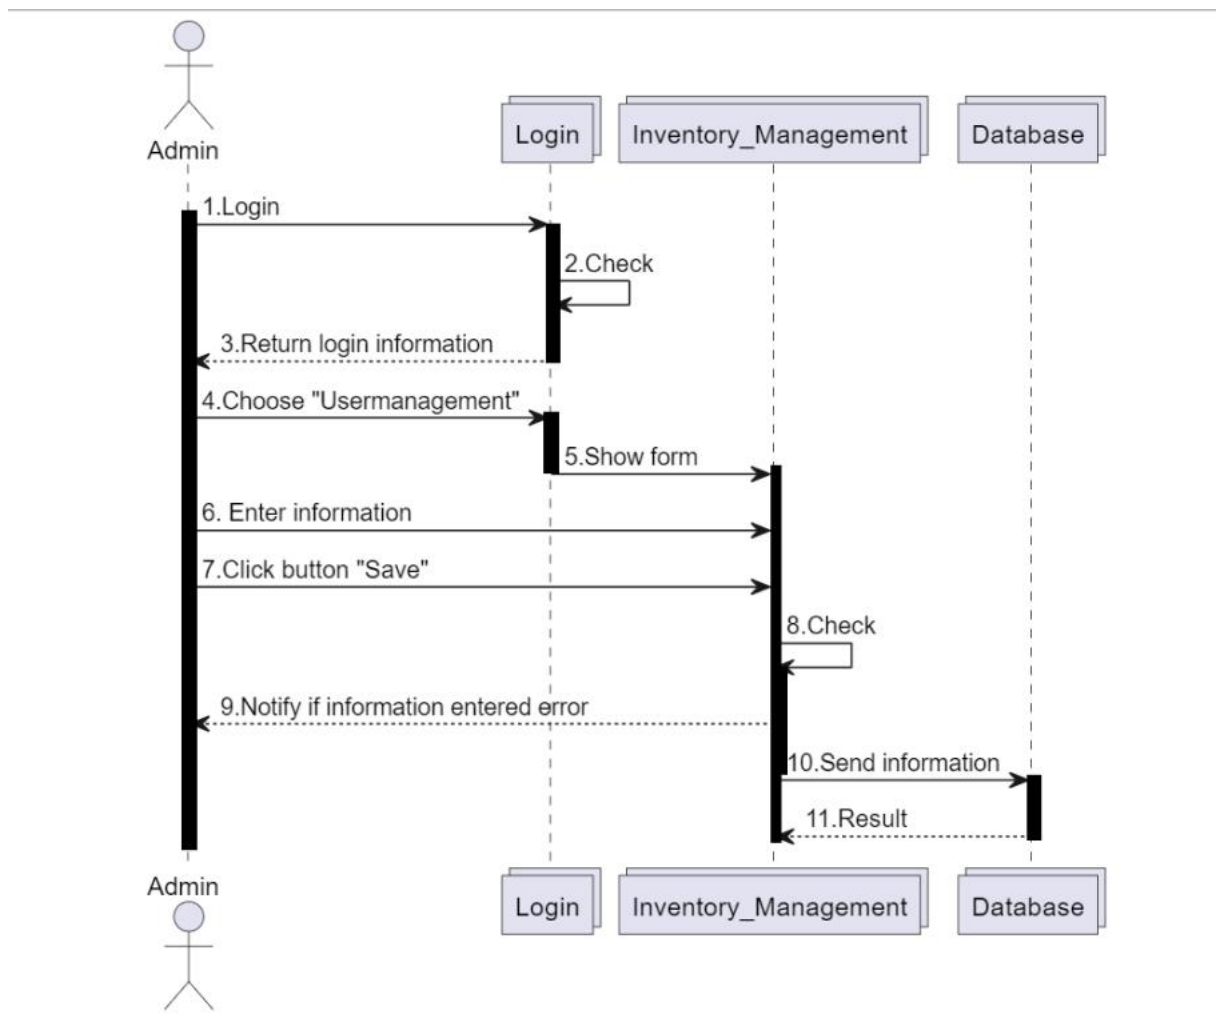 Admin
Login
Inventory_Management
Database
1.Login
2.Check
3.Return login information
4.Choose "Usermanagement"
5.Show form
6. Enter information
7.Click button "Save"
8.Check
9.Notify if information entered error
10.Send information
11.Result
Admin
Login
Inventory_Management
Database